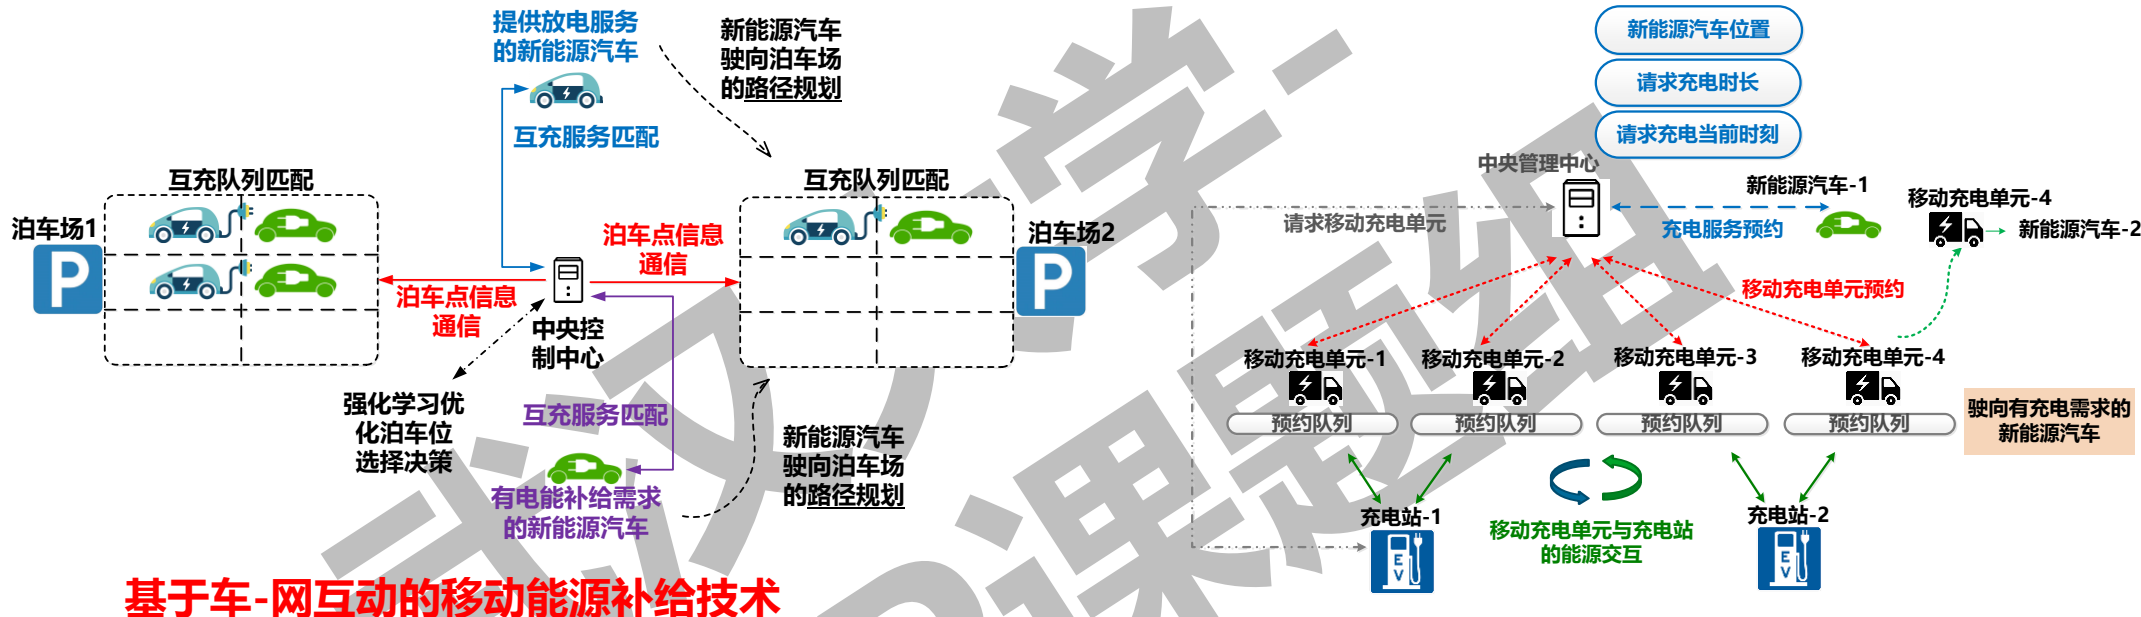 提供放电服务
的新能源汽车
新能源汽车
驶向泊车场
的路径规划
互充服务匹配
互充队列匹配
互充队列匹配
泊车场1
P
泊车点信息
通信
泊车点信息
通信
泊车场2
P
中央控
制中心
强化学习优
化泊车位
选择决策
互充服务匹配
有电能补给需求
的新能源汽车
新能源汽车
驶向泊车场
的路径规划
基于车-网互动的移动能源补给技术
新能源汽车位置
请求充电时长
请求充电当前时刻
中央管理中心
请求移动充电单元
新能源汽车-1
充电服务预约
移动充电单元-4
新能源汽车-2
移动充电单元预约
移动充电单元-1
移动充电单元-2
移动充电单元-3
移动充电单元-4
预约队列
预约队列
预约队列
预约队列
驶向有充电需求的
新能源汽车
充电站-1
EV
移动充电单元与充电站
的能源交互
充电站-2
EV
课题组